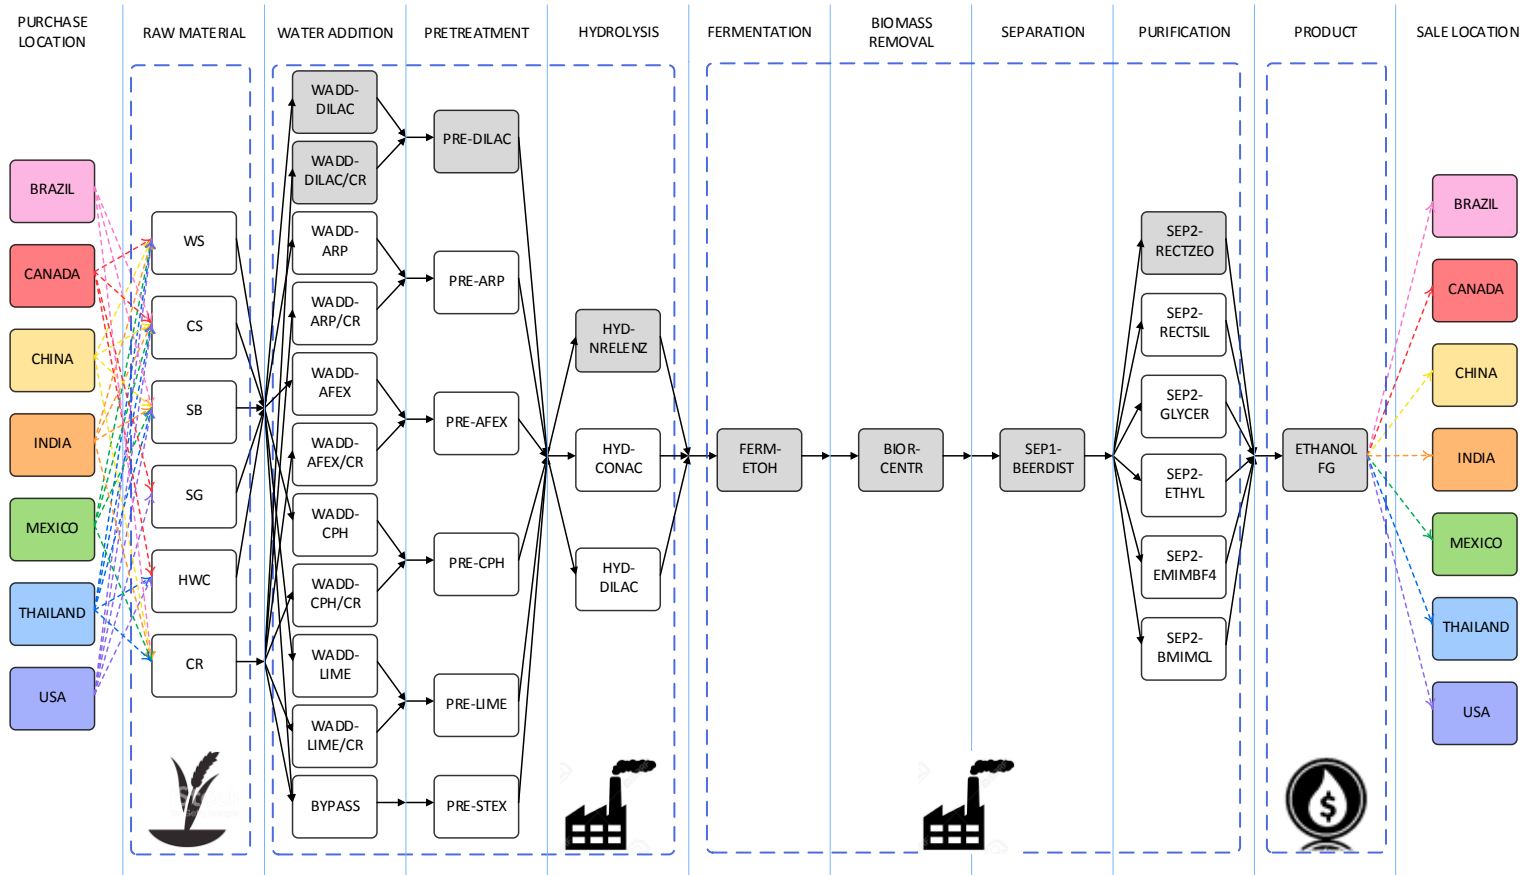 PURCHASE
LOCATION
RAW MATERIAL
WATER ADDITION
PRETREATMENT
HYDROLYSIS
FERMENTATION
BIOMASS
REMOVAL
SEPARATION
PURIFICATION
PRODUCT
SALE LOCATION
BRAZIL
CANADA
CHINA
INDIA
MEXICO
THAILAND
USA
WS
CS
SB
SG
HWC
CR
WADD-
DILAC
WADD-
DILAC/CR
WADD-
ARP
WADD-
ARP/CR
WADD-
AFEX
WADD-
AFEX/CR
WADD-
CPH
WADD-
CPH/CR
WADD-
LIME
WADD-
LIME/CR
BYPASS
PRE-DILAC
PRE-ARP
PRE-AFEX
PRE-CPH
PRE-LIME
PRE-STEX
HYD-
NRELENZ
HYD-
CONAC
HYD-
DILAC
FERM-
ETOH
BIOR-
CENTR
SEP1-
BEERDIST
SEP2-
RECTZEO
SEP2-
RECTSIL
SEP2-
GLYCER
SEP2-
ETHYL
SEP2-
EMIMBF4
SEP2-
BMIMCL
ETHANOL
FG
$
BRAZIL
CANADA
CHINA
INDIA
MEXICO
THAILAND
USA